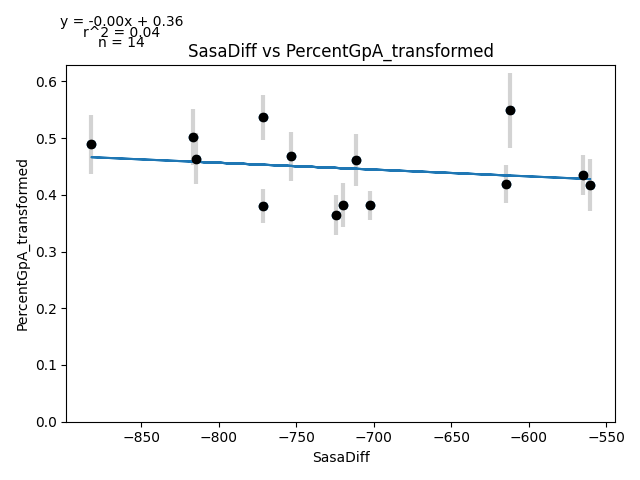 y = -0.00x + 0.36
r^2 = 0.04
n = 14
SasaDiff vs PercentGpA_transformed
PercentGpA_transformed
0.6
0.5
0.4
0.3
0.2
0.1
0.0
−850
−800
−750
−700
−650
−600
−550
SasaDiff